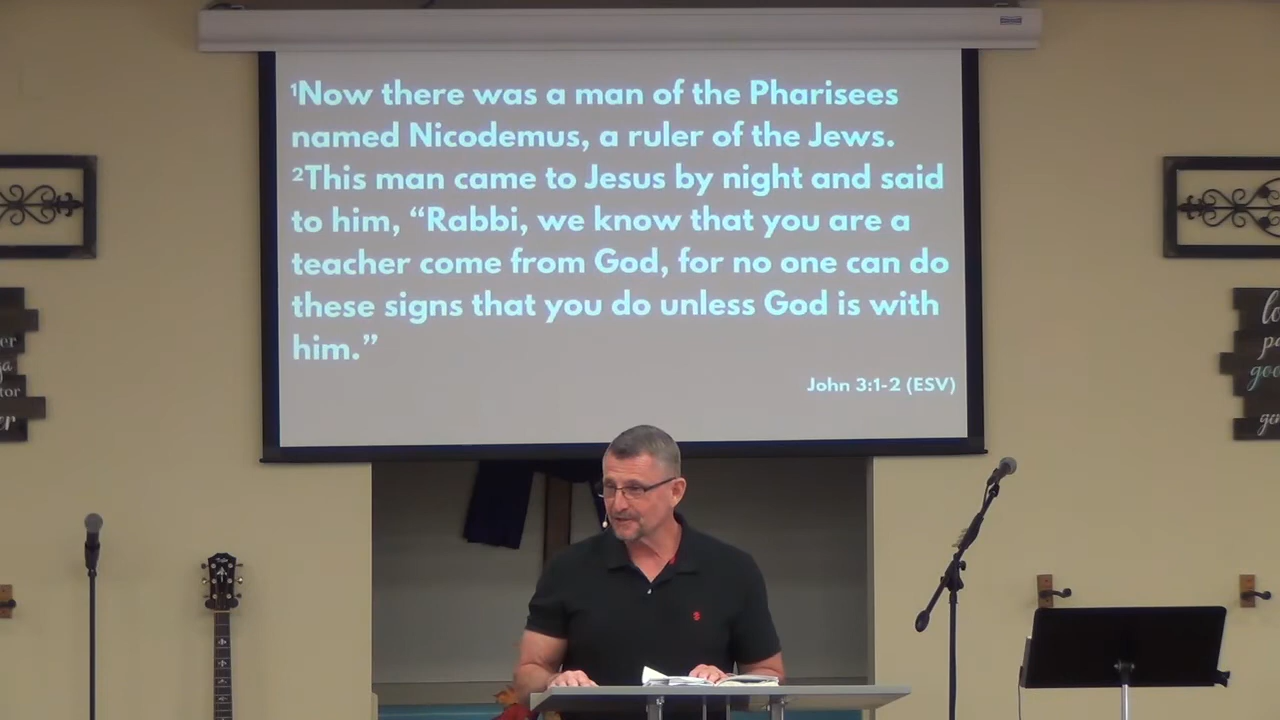 ¹Now there was a man of the Pharisees
named Nicodemus, a ruler of the Jews.
²This man came to Jesus by night and said
to him, “Rabbi, we know that you are a
teacher come from God, for no one can do
these signs that you do unless God is with
him.”
John 3:1-2 (ESV)